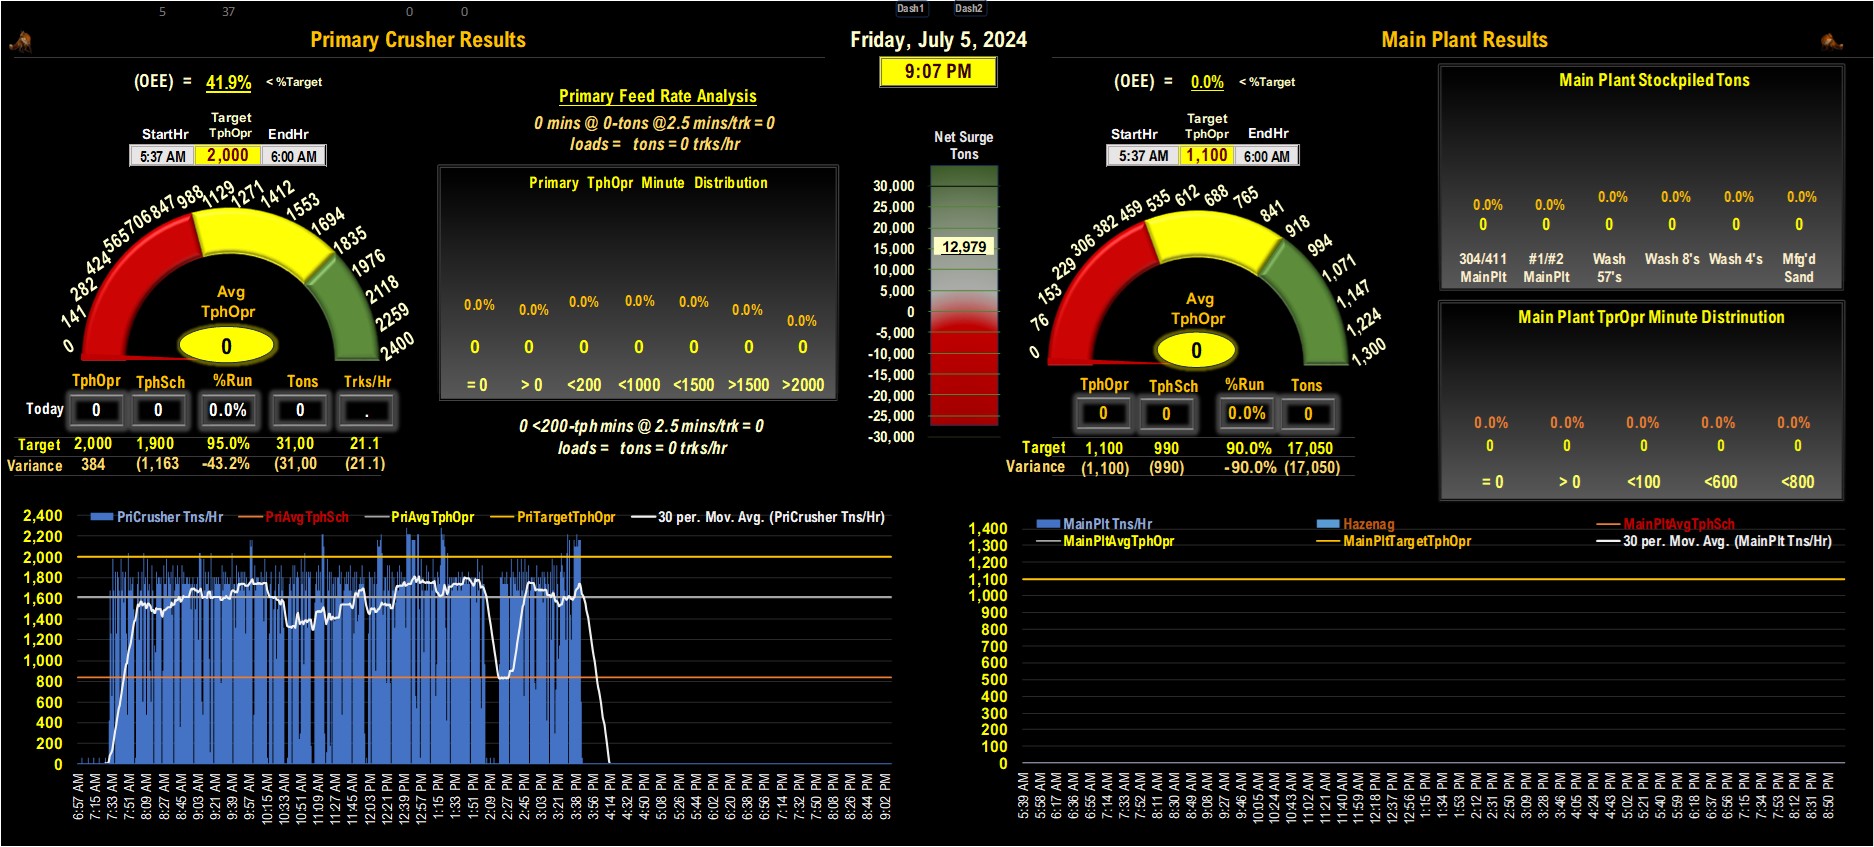 5 37 0 0 Dash1 Dash2
Primary Crusher Results
Friday, July 5, 2024
Main Plant Results
9:07 PM
(OEE) = 41.9% < %Target
Target
StartHr TphOpr EndHr
5:37 AM 2,000 6:00 AM
0 141 282 424 565 706 847 988 1129 1271 1412 1553 1694 1835 1976 2118 2259 2400
Avg
TphOpr
0
TphOpr TphSch %Run Tons Trks/Hr
Today 0 0 0.0% 0 .
Target 2,000 1,900 95.0% 31,00 21.1
Variance 384 (1,163 -43.2% (31,00 (21.1)
Primary Feed Rate Analysis
0 mins @ 0-tons @2.5 mins/trk = 0
loads = tons = 0 trks/hr
Primary TphOpr Minute Distribution
0.0% 0.0% 0.0% 0.0% 0.0% 0.0% 0.0%
0 0 0 0 0 0 0
= 0 > 0 <200 <1000 <1500 >1500 >2000
0 <200-tph mins @ 2.5 mins/trk = 0
loads = tons = 0 trks/hr
Net Surge
Tons
30,000
25,000
20,000
15,000
12,979
10,000
5,000
0
-5,000
-10,000
-15,000
-20,000
-25,000
-30,000
(OEE) = 0.0% < %Target
Target
StartHr TphOpr EndHr
5:37 AM 1,100 6:00 AM
0 76 153 229 306 382 459 535 612 688 765 841 918 994 1,071 1,147 1,224 1,300
Avg
TphOpr
0
TphOpr TphSch %Run Tons
0 0 0.0% 0
Target 1,100 990 90.0% 17,050
Variance (1,100) (990) -90.0% (17,050)
Main Plant Stockpiled Tons
0.0% 0.0% 0.0% 0.0% 0.0% 0.0%
0 0 0 0 0 0
304/411 #1/#2 Wash Wash 8's Wash 4's Mfg'd
MainPlt MainPlt 57's Sand
Main Plant TprOpr Minute Distrinution
0.0% 0.0% 0.0% 0.0% 0.0%
0 0 0 0 0
= 0 > 0 <100 <600 <800
PriCrusher Tns/Hr PriAvgTphSch PriAvgTphOpr PriTargetTphOpr 30 per. Mov. Avg. (PriCrusher Tns/Hr)
2,400
2,200
2,000
1,800
1,600
1,400
1,200
1,000
800
600
400
200
0
6:57 AM 7:15 AM 7:33 AM 7:51 AM 8:09 AM 8:27 AM 8:45 AM 9:03 AM 9:21 AM 9:39 AM 9:57 AM 10:15 AM 10:33 AM 10:51 AM 11:09 AM 11:27 AM 11:45 AM 12:03 PM 12:21 PM 12:39 PM 12:57 PM 1:15 PM 1:33 PM 1:51 PM 2:09 PM 2:27 PM 2:45 PM 3:03 PM 3:21 PM 3:38 PM 3:56 PM 4:14 PM 4:32 PM 4:50 PM 5:08 PM 5:26 PM 5:44 PM 6:02 PM 6:20 PM 6:38 PM 6:56 PM 7:14 PM 7:32 PM 7:50 PM 8:08 PM 8:26 PM 8:44 PM 9:02 PM
MainPlt Tns/Hr Hazenag MainPltAvgTphSch
MainPltAvgTphOpr MainPltTargetTphOpr 30 per. Mov. Avg. (MainPlt Tns/Hr)
1,400
1,300
1,200
1,100
1,000
900
800
700
600
500
400
300
200
100
0
5:39 AM 5:58 AM 6:17 AM 6:36 AM 6:55 AM 7:14 AM 7:33 AM 7:52 AM 8:11 AM 8:30 AM 8:49 AM 9:08 AM 9:27 AM 9:46 AM 10:05 AM 10:24 AM 10:43 AM 11:02 AM 11:21 AM 11:40 AM 11:59 AM 12:18 PM 12:37 PM 12:56 PM 1:15 PM 1:34 PM 1:53 PM 2:12 PM 2:31 PM 2:50 PM 3:09 PM 3:28 PM 3:46 PM 4:05 PM 4:24 PM 4:43 PM 5:02 PM 5:21 PM 5:40 PM 5:59 PM 6:18 PM 6:37 PM 6:56 PM 7:15 PM 7:34 PM 7:53 PM 8:12 PM 8:31 PM 8:50 PM